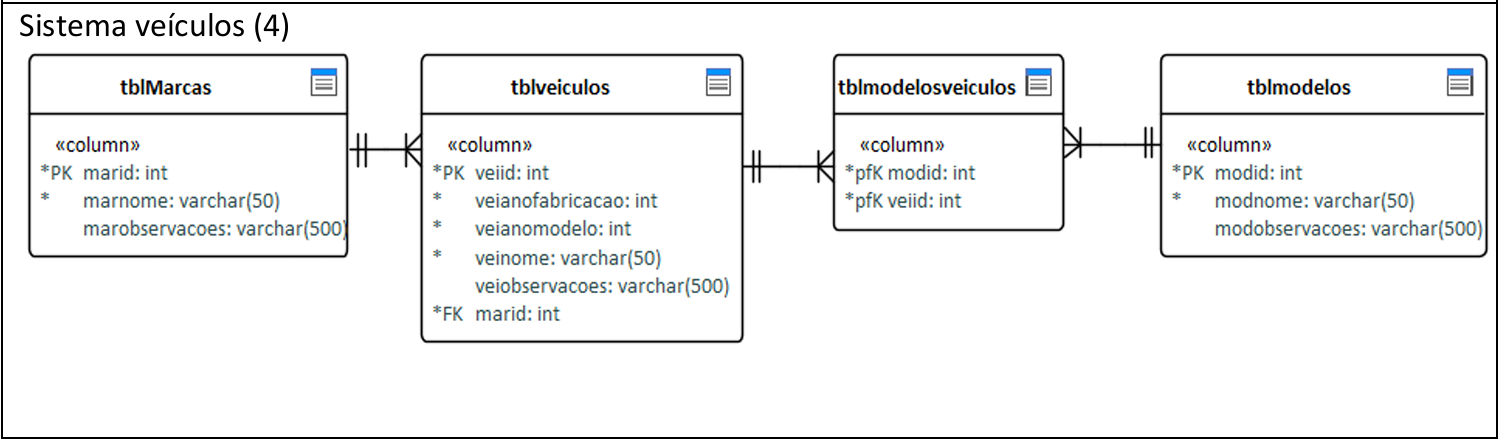 Sistema veículos (4)
tblMarcas
«column»
*PK marid: int
* marnome: varchar(50)
marobservacoes: varchar(500)
tblveiculos
«column»
*PK veiid: int
* veianofabricacao: int
* veianomodelo: int
* veinome: varchar(50)
veiobservacoes: varchar(500)
*FK marid: int
tblmodelosveiculos
«column»
*pfK modid: int
*pfK veiid: int
tblmodelos
«column»
*PK modid: int
* modnome: varchar(50)
modobservacoes: varchar(500)